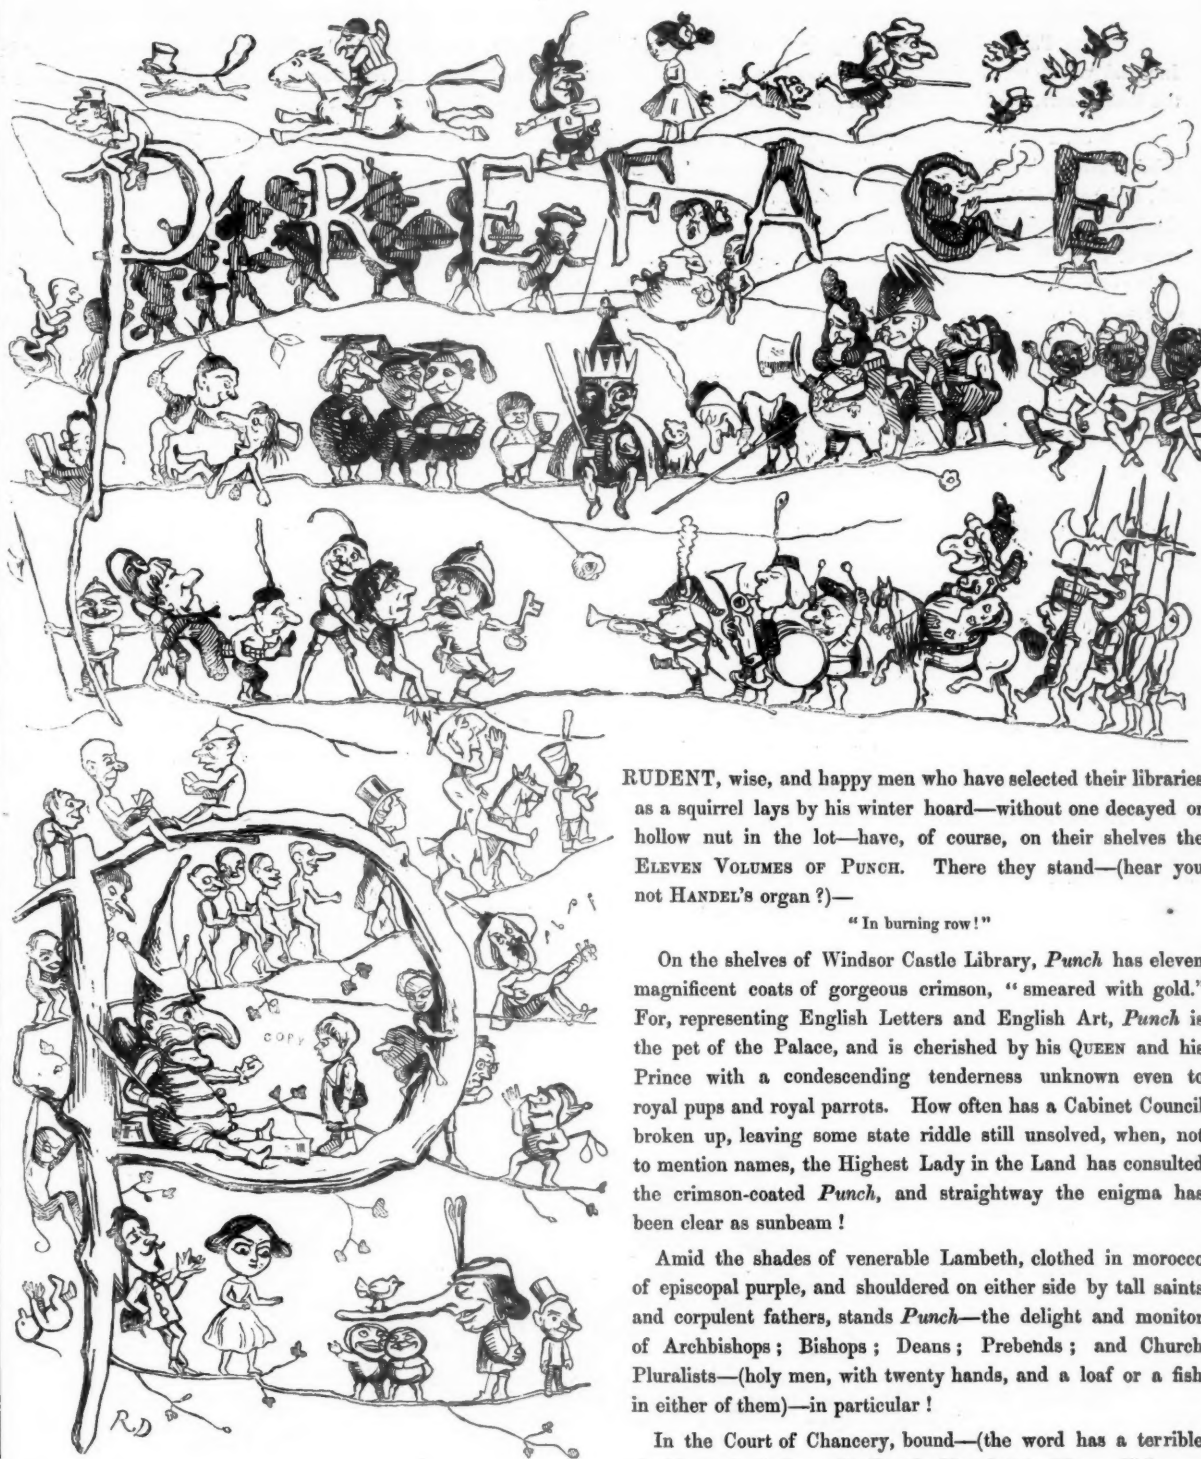 PREFACE
PRUDENT, wise, and happy men who have selected their libraries
as a squirrel lays by his winter hoard—without one decayed or
hollow nut in the lot—have, of course, on their shelves the
ELEVEN VOLUMES OF PUNCH. There they stand—(hear you
not HANDEL'S organ?)—
"In burning row!"
On the shelves of Windsor Castle Library, Punch has eleven
magnificent coats of gorgeous crimson, "smeared with gold."
For, representing English Letters and English Art, Punch is
the pet of the Palace, and is cherished by his QUEEN and his
Prince with a condescending tenderness unknown even to
royal pups and royal parrots. How often has a Cabinet Council
broken up, leaving some state riddle still unsolved, when, not
to mention names, the Highest Lady in the Land has consulted
the crimson-coated Punch, and straightway the enigma has
been clear as sunbeam!
Amid the shades of venerable Lambeth, clothed in morocco
of episcopal purple, and shouldered on either side by tall saints
and corpulent fathers, stands Punch—the delight and monitor
of Archbishops; Bishops; Deans; Prebends; and Church
Pluralists—(holy men, with twenty hands, and a loaf or a fish
in either of them)—in particular!
In the Court of Chancery, bound—(the word has a terrible
COPY
RD